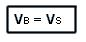 VB = VS